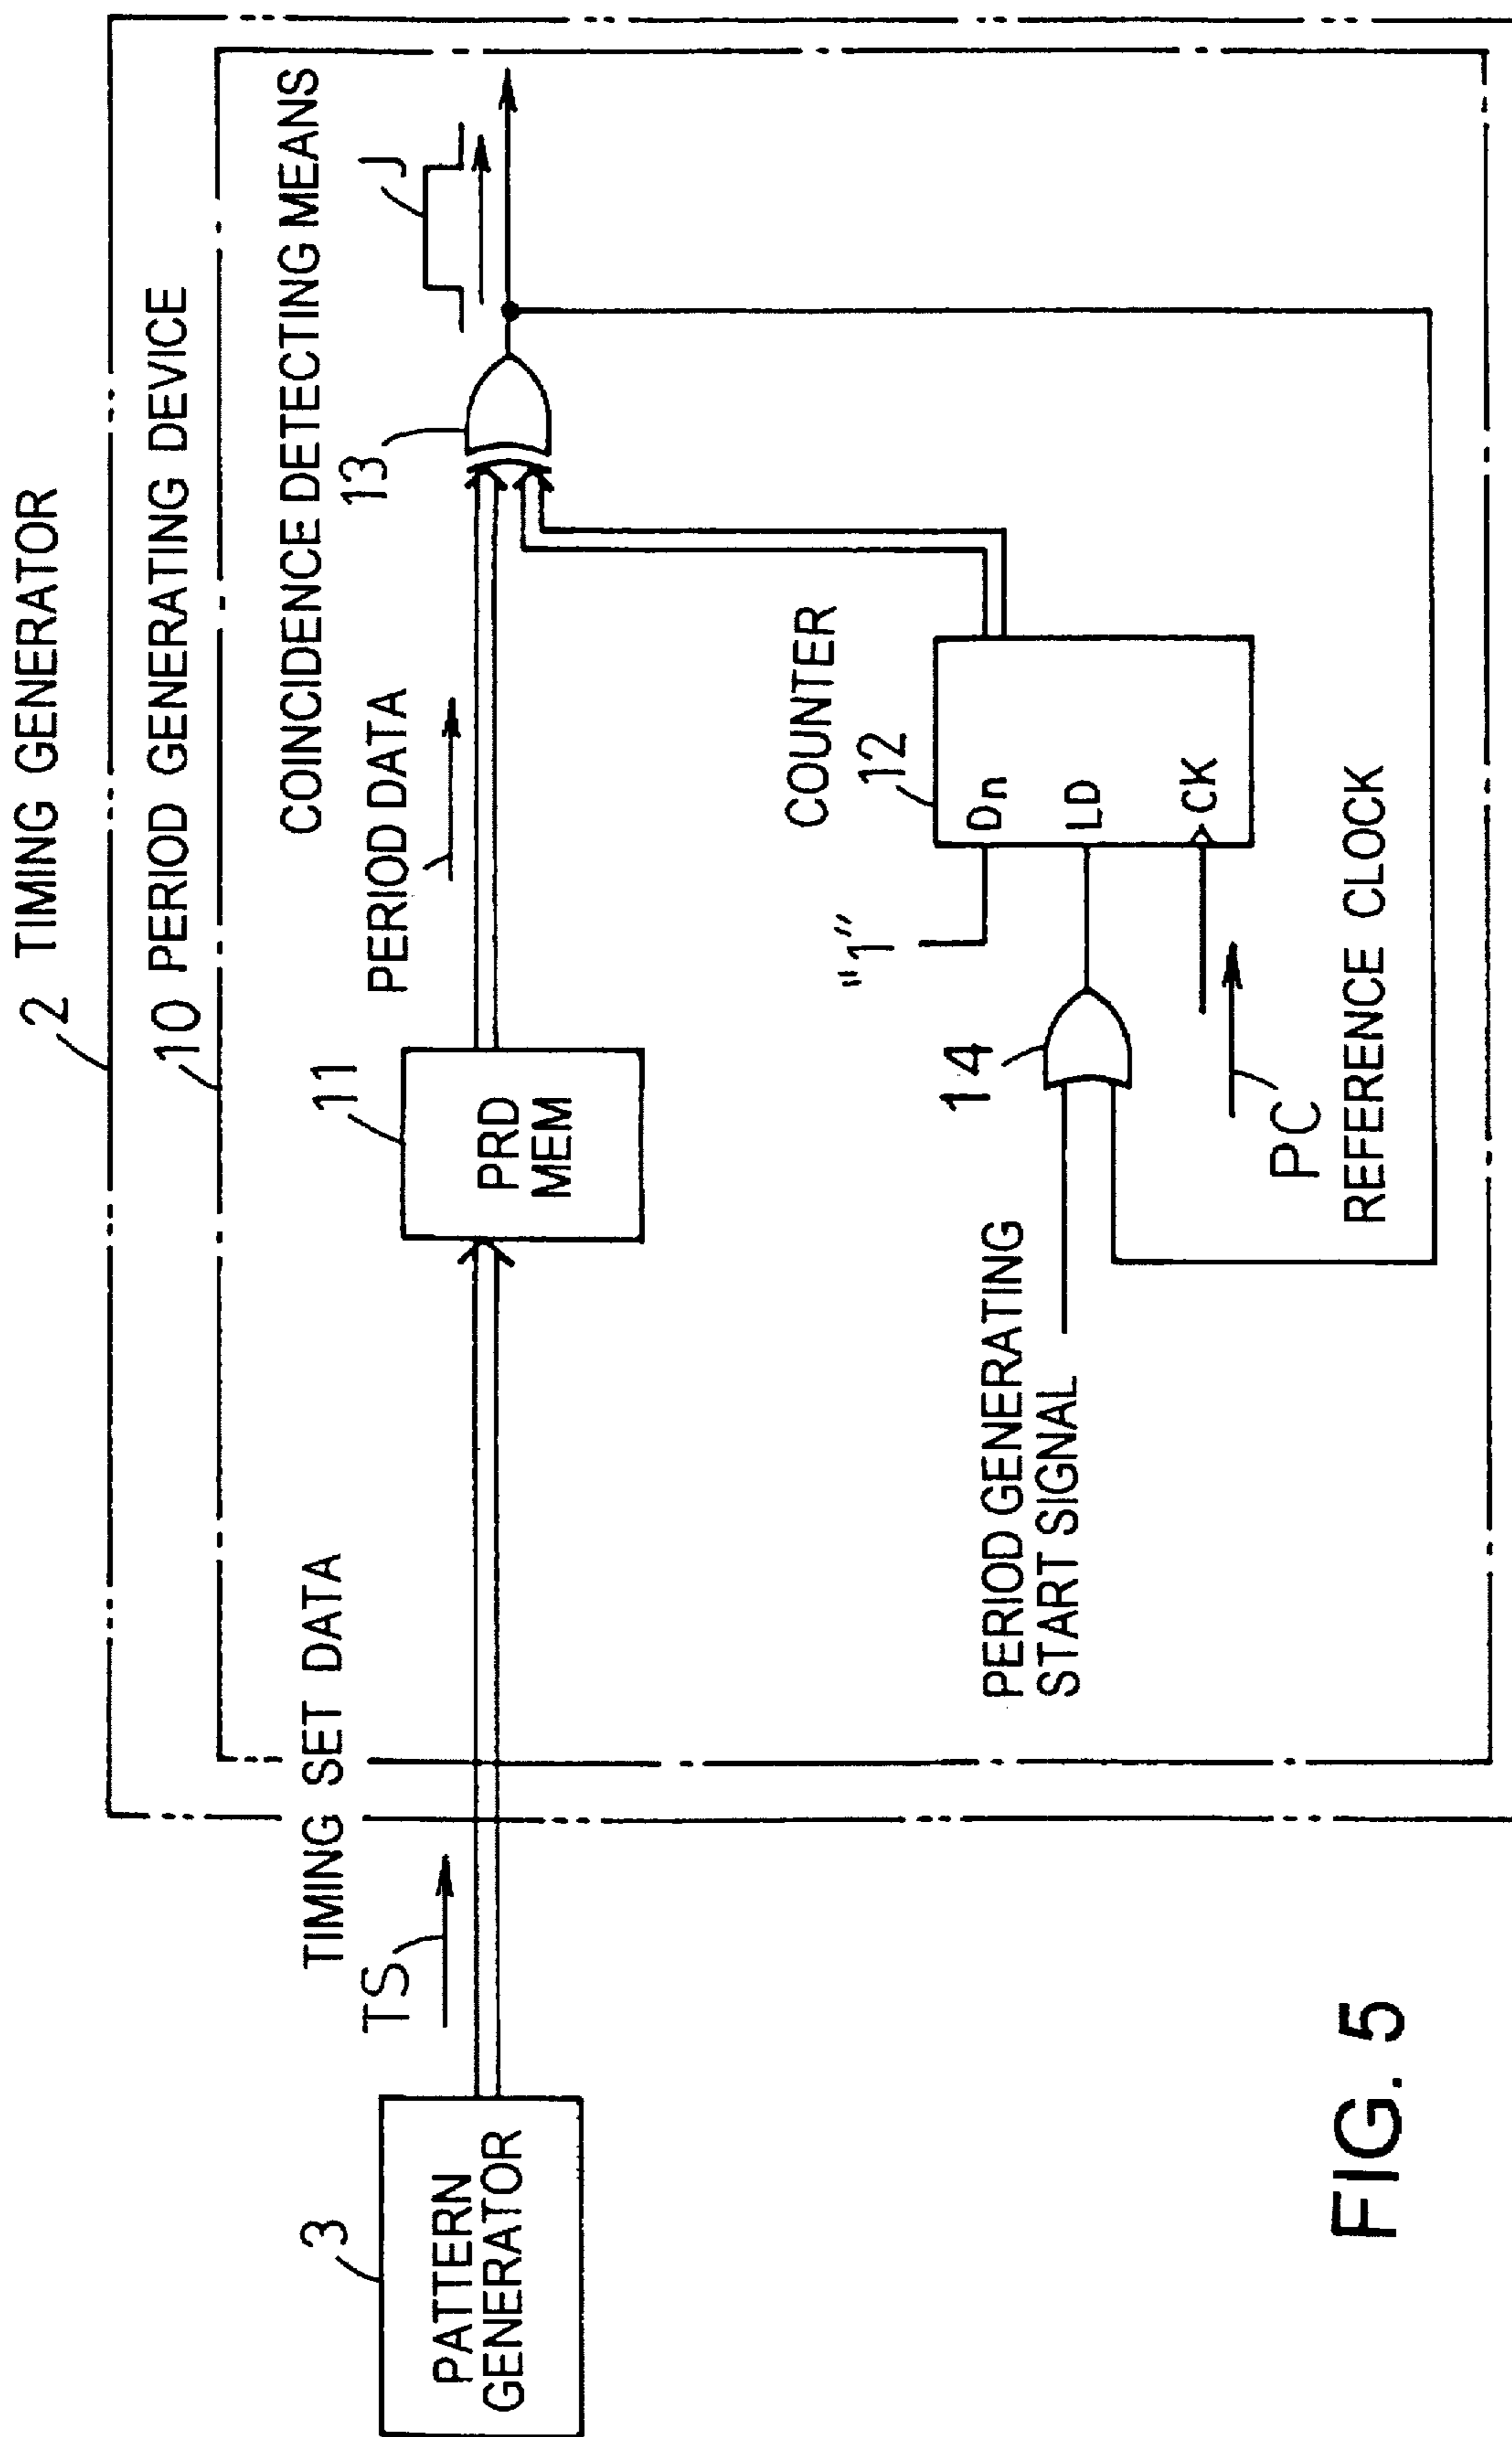 2 TIMING GENERATOR
10 PERIOD GENERATING DEVICE
COINCIDENCE DETECTING MEANS
TIMING SET DATA
3
TS
11
PERIOD DATA
13
J
PATTERN
GENERATOR
PRD
MEM
COUNTER
12
"1"
14
Dn
LD
CK
PERIOD GENERATING
START SIGNAL
PC
REFERENCE CLOCK
FIG. 5